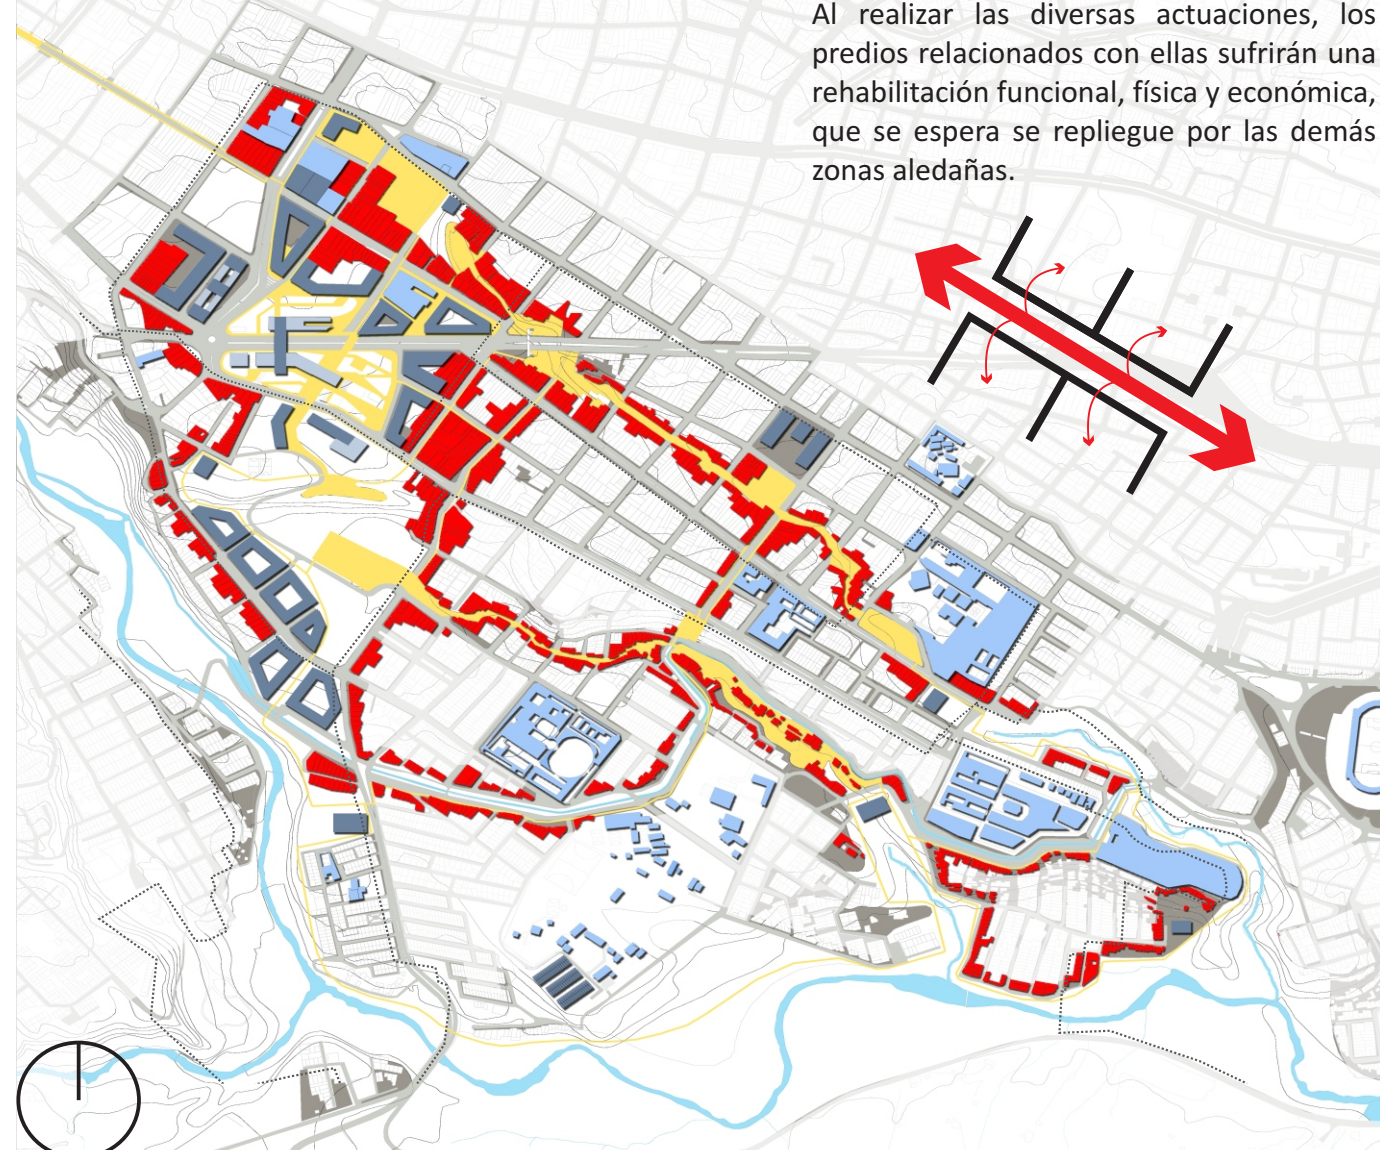 Al realizar las diversas actuaciones, los
predios relacionados con ellas sufrirán una
rehabilitación funcional, física y económica,
que se espera se repliegue por las demás
zonas aledañas.